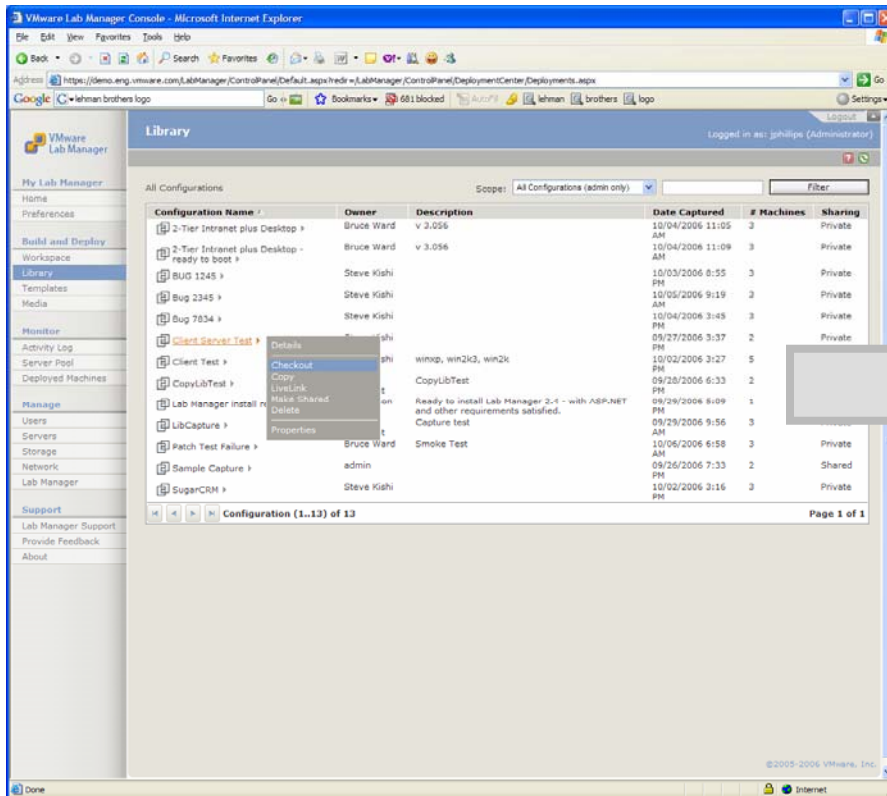 VMware Lab Manager Console - Microsoft Internet Explorer
File Edit View Favorites Tools Help
Back Search Favorites
Address https://demo.eng.vmware.com/LabManager/ControlPanel/Default.aspx?redir=/LabManager/ControlPanel/DeploymentCenter/Deployments.aspx Go
Google lehman brothers logo Go Bookmarks 681 blocked AutoFill lehman brothers logo Settings
Logout
VMware Lab Manager
Library
Logged in as: jphillips (Administrator)
My Lab Manager
Home
Preferences
Build and Deploy
Workspace
Library
Templates
Media
Monitor
Activity Log
Server Pool
Deployed Machines
Manage
Users
Servers
Storage
Network
Lab Manager
Support
Lab Manager Support
Provide Feedback
About
All Configurations Scope: All Configurations (admin only) Filter
Configuration Name Owner Description Date Captured # Machines Sharing
2-Tier Intranet plus Desktop Bruce Ward v 3.056 10/04/2006 11:05 AM 3 Private
2-Tier Intranet plus Desktop - ready to boot Bruce Ward v 3.056 10/04/2006 11:09 AM 3 Private
BUG 1245 Steve Kishi 10/03/2006 8:55 PM 3 Private
Bug 2345 Steve Kishi 10/05/2006 9:19 AM 3 Private
Bug 7834 Steve Kishi 10/04/2006 3:45 PM 3 Private
Client Server Test shi 09/27/2006 3:37 PM 2 Private
Client Test shi winxp, win2k3, win2k 10/02/2006 3:27 PM 5
CopyLibTest t CopyLibTest 09/28/2006 6:33 PM 2
Lab Manager install on Ready to install Lab Manager 2.4 - with ASP.NET and other requirements satisfied. 09/29/2006 8:09 PM 1
LibCapture t Capture test 09/29/2006 9:56 AM 3 Private
Patch Test Failure Bruce Ward Smoke Test 10/06/2006 6:58 AM 3 Private
Sample Capture admin 09/26/2006 7:33 PM 2 Shared
SugarCRM Steve Kishi 10/02/2006 3:16 PM 3 Private
Details
Checkout
Copy
LiveLink
Make Shared
Delete
Properties
Configuration (1..13) of 13 Page 1 of 1
©2005-2006 VMware, Inc.
Done Internet